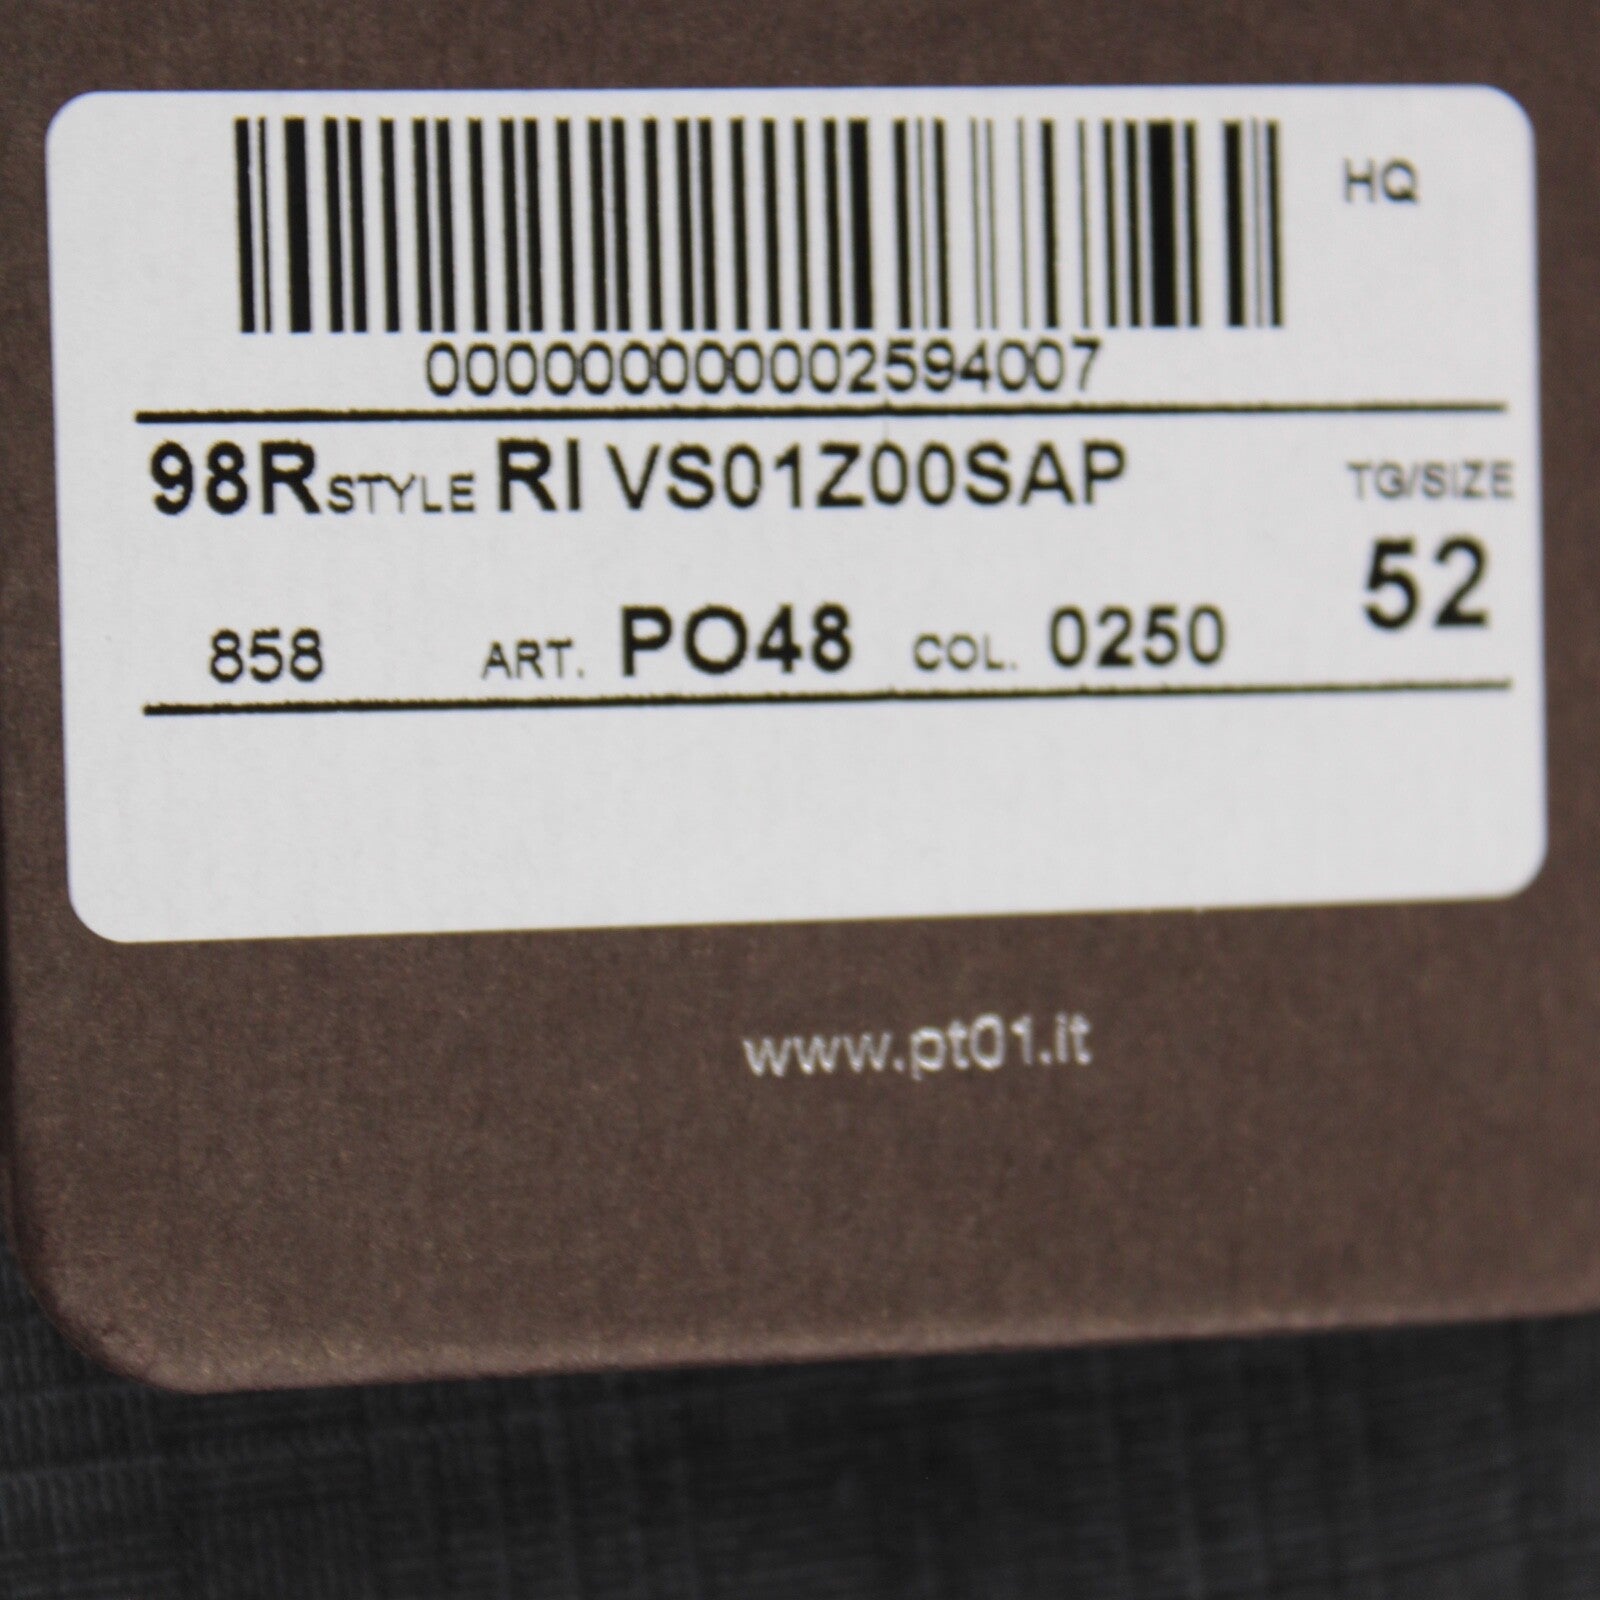 HQ
000000000002594007
98R STYLE RI VS01Z00SAP TG/SIZE
52
858 ART. PO48 COL. 0250
www.pt01.it